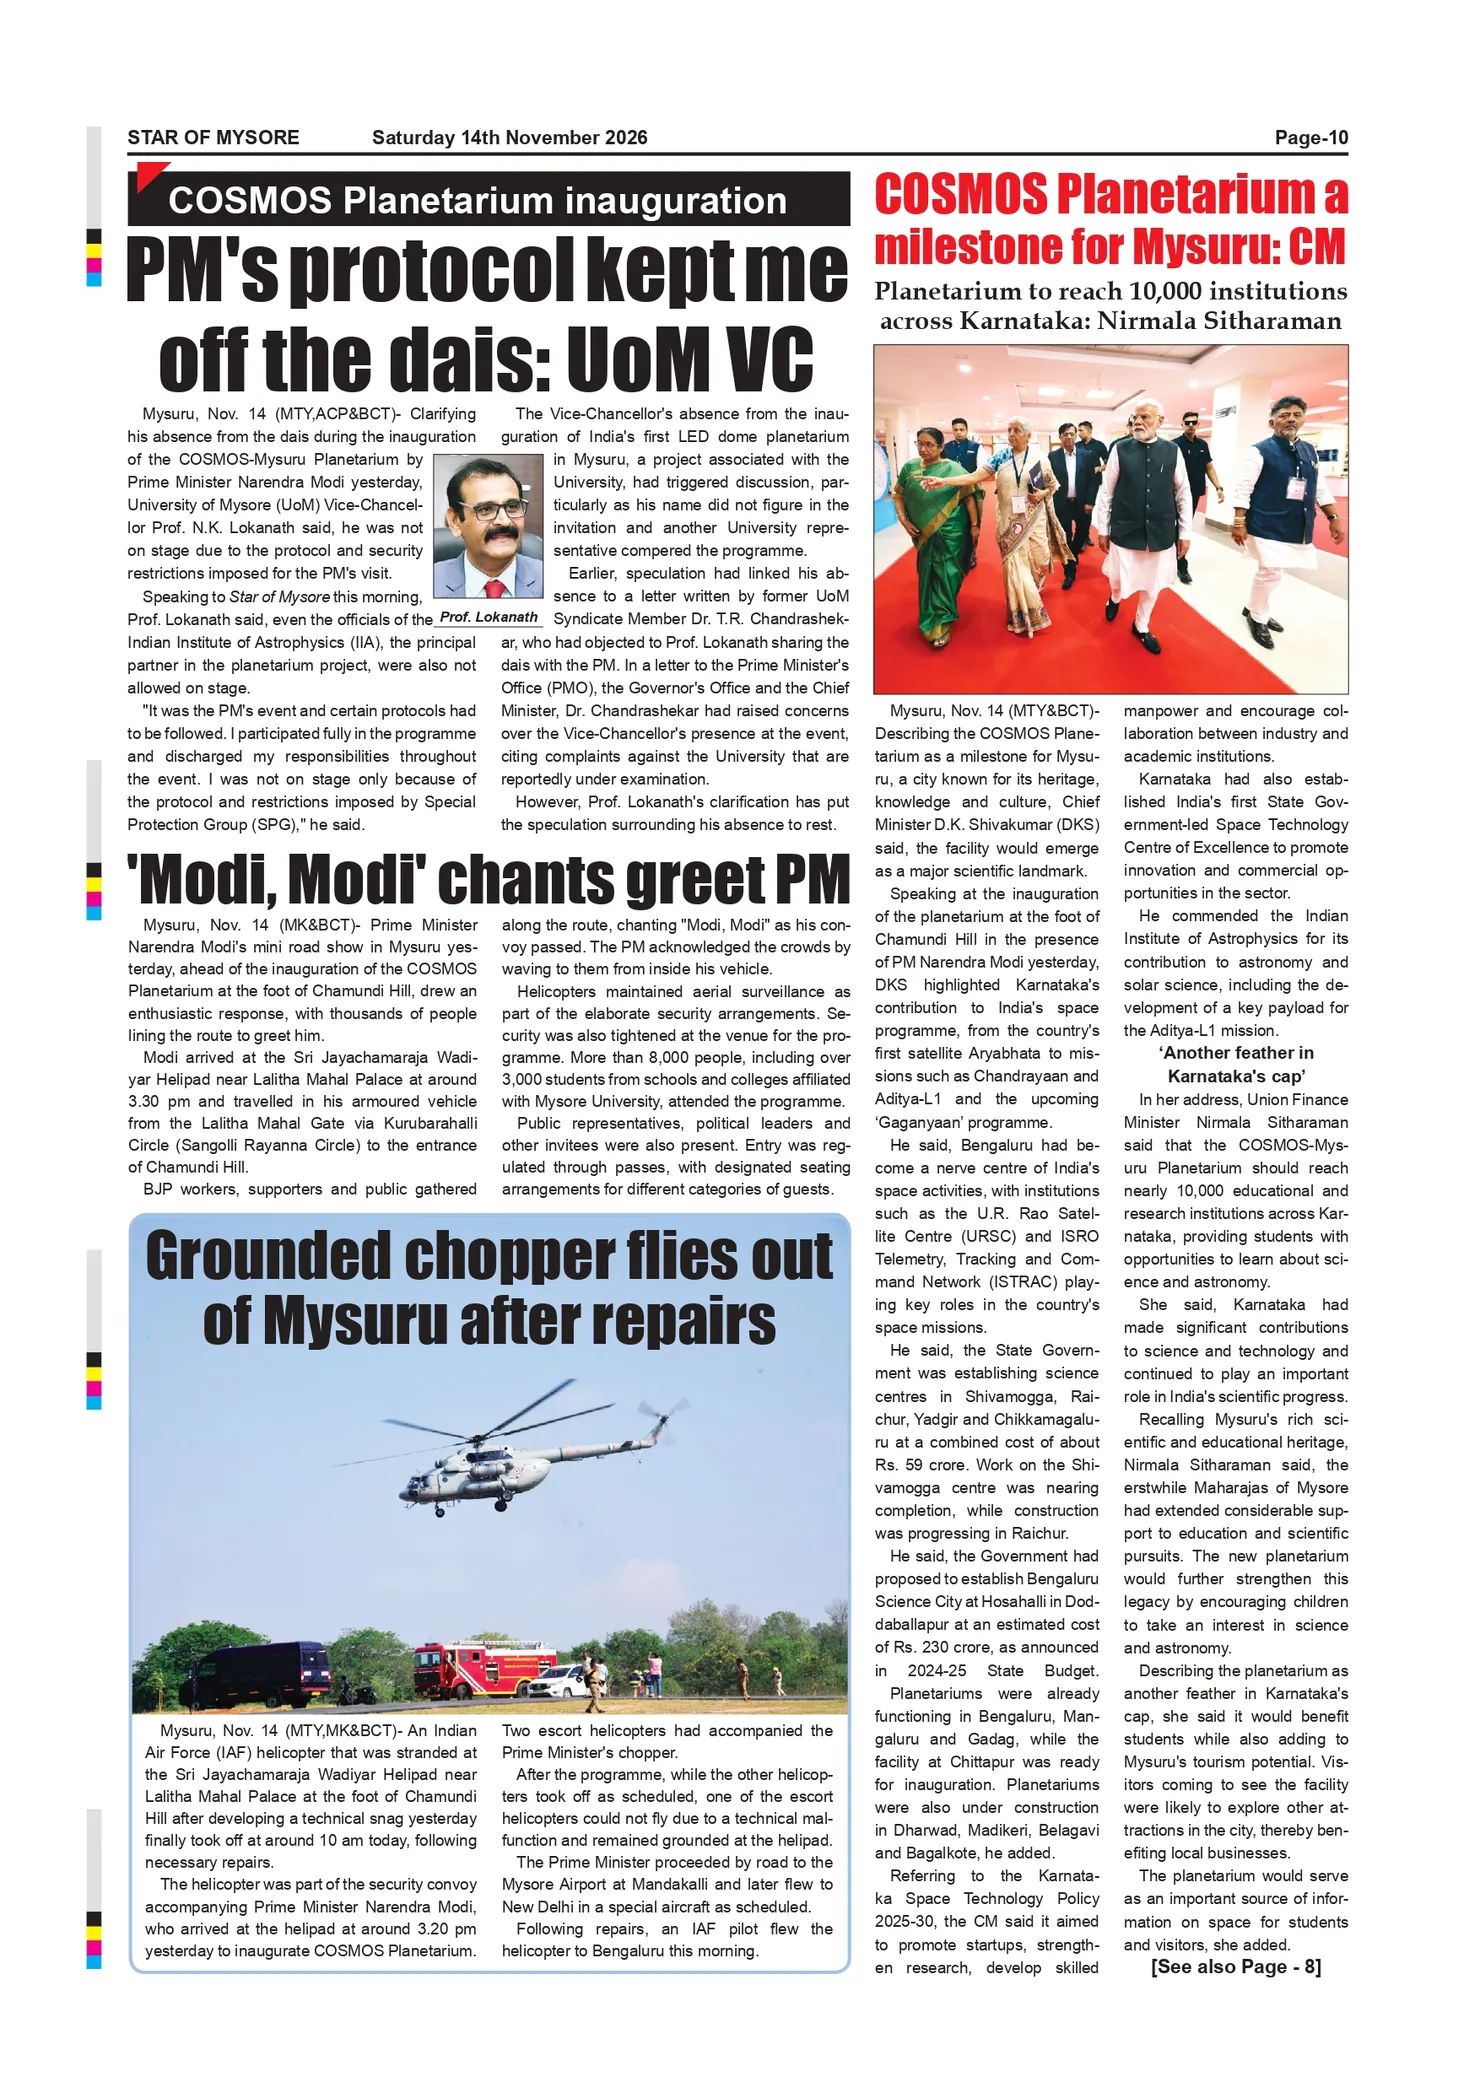 STAR OF MYSORE Saturday 14th November 2026 Page-10
COSMOS Planetarium inauguration
PM's protocol kept me
off the dais: UoM VC
Mysuru, Nov. 14 (MTY,ACP&BCT)- Clarifying
his absence from the dais during the inauguration
of the COSMOS-Mysuru Planetarium by
Prime Minister Narendra Modi yesterday,
University of Mysore (UoM) Vice-Chancel-
lor Prof. N.K. Lokanath said, he was not
on stage due to the protocol and security
restrictions imposed for the PM's visit.
Speaking to Star of Mysore this morning,
Prof. Lokanath said, even the officials of the
Indian Institute of Astrophysics (IIA), the principal
partner in the planetarium project, were also not
allowed on stage.
"It was the PM's event and certain protocols had
to be followed. I participated fully in the programme
and discharged my responsibilities throughout
the event. I was not on stage only because of
the protocol and restrictions imposed by Special
Protection Group (SPG)," he said.
Prof. Lokanath
The Vice-Chancellor's absence from the inau-
guration of India's first LED dome planetarium
in Mysuru, a project associated with the
University, had triggered discussion, par-
ticularly as his name did not figure in the
invitation and another University repre-
sentative compered the programme.
Earlier, speculation had linked his ab-
sence to a letter written by former UoM
Syndicate Member Dr. T.R. Chandrashek-
ar, who had objected to Prof. Lokanath sharing the
dais with the PM. In a letter to the Prime Minister's
Office (PMO), the Governor's Office and the Chief
Minister, Dr. Chandrashekar had raised concerns
over the Vice-Chancellor's presence at the event,
citing complaints against the University that are
reportedly under examination.
However, Prof. Lokanath's clarification has put
the speculation surrounding his absence to rest.
'Modi, Modi' chants greet PM
Mysuru, Nov. 14 (MK&BCT)- Prime Minister
Narendra Modi's mini road show in Mysuru yes-
terday, ahead of the inauguration of the COSMOS
Planetarium at the foot of Chamundi Hill, drew an
enthusiastic response, with thousands of people
lining the route to greet him.
Modi arrived at the Sri Jayachamaraja Wadi-
yar Helipad near Lalitha Mahal Palace at around
3.30 pm and travelled in his armoured vehicle
from the Lalitha Mahal Gate via Kurubarahalli
Circle (Sangolli Rayanna Circle) to the entrance
of Chamundi Hill.
BJP workers, supporters and public gathered
along the route, chanting "Modi, Modi" as his con-
voy passed. The PM acknowledged the crowds by
waving to them from inside his vehicle.
Helicopters maintained aerial surveillance as
part of the elaborate security arrangements. Se-
curity was also tightened at the venue for the pro-
gramme. More than 8,000 people, including over
3,000 students from schools and colleges affiliated
with Mysore University, attended the programme.
Public representatives, political leaders and
other invitees were also present. Entry was reg-
ulated through passes, with designated seating
arrangements for different categories of guests.
Grounded chopper flies out
of Mysuru after repairs
Mysuru, Nov. 14 (MTY,MK&BCT)- An Indian
Air Force (IAF) helicopter that was stranded at
the Sri Jayachamaraja Wadiyar Helipad near
Lalitha Mahal Palace at the foot of Chamundi
Hill after developing a technical snag yesterday
finally took off at around 10 am today, following
necessary repairs.
The helicopter was part of the security convoy
accompanying Prime Minister Narendra Modi,
who arrived at the helipad at around 3.20 pm
yesterday to inaugurate COSMOS Planetarium.
Two escort helicopters had accompanied the
Prime Minister's chopper.
After the programme, while the other helicop-
ters took off as scheduled, one of the escort
helicopters could not fly due to a technical mal-
function and remained grounded at the helipad.
The Prime Minister proceeded by road to the
Mysore Airport at Mandakalli and later flew to
New Delhi in a special aircraft as scheduled.
Following repairs, an IAF pilot flew the
helicopter to Bengaluru this morning.
COSMOS Planetarium a
milestone for Mysuru: CM
Planetarium to reach 10,000 institutions
across Karnataka: Nirmala Sitharaman
Mysuru, Nov. 14 (MTY&BCT)-
Describing the COSMOS Plane-
tarium as a milestone for Mysu-
ru, a city known for its heritage,
knowledge and culture, Chief
Minister D.K. Shivakumar (DKS)
said, the facility would emerge
as a major scientific landmark.
Speaking at the inauguration
of the planetarium at the foot of
Chamundi Hill in the presence
of PM Narendra Modi yesterday,
DKS highlighted Karnataka's
contribution to India's space
programme, from the country's
first satellite Aryabhata to mis-
sions such as Chandrayaan and
Aditya-L1 and the upcoming
‘Gaganyaan’ programme.
He said, Bengaluru had be-
come a nerve centre of India's
space activities, with institutions
such as the U.R. Rao Satel-
lite Centre (URSC) and ISRO
Telemetry, Tracking and Com-
mand Network (ISTRAC) play-
ing key roles in the country's
space missions.
He said, the State Govern-
ment was establishing science
centres in Shivamogga, Rai-
chur, Yadgir and Chikkamagalu-
ru at a combined cost of about
Rs. 59 crore. Work on the Shi-
vamogga centre was nearing
completion, while construction
was progressing in Raichur.
He said, the Government had
proposed to establish Bengaluru
Science City at Hosahalli in Dod-
daballapur at an estimated cost
of Rs. 230 crore, as announced
in 2024-25 State Budget.
Planetariums were already
functioning in Bengaluru, Man-
galuru and Gadag, while the
facility at Chittapur was ready
for inauguration. Planetariums
were also under construction
in Dharwad, Madikeri, Belagavi
and Bagalkote, he added.
Referring to the Karnata-
ka Space Technology Policy
2025-30, the CM said it aimed
to promote startups, strength-
en research, develop skilled
manpower and encourage col-
laboration between industry and
academic institutions.
Karnataka had also estab-
lished India's first State Gov-
ernment-led Space Technology
Centre of Excellence to promote
innovation and commercial op-
portunities in the sector.
He commended the Indian
Institute of Astrophysics for its
contribution to astronomy and
solar science, including the de-
velopment of a key payload for
the Aditya-L1 mission.
‘Another feather in
Karnataka's cap’
In her address, Union Finance
Minister Nirmala Sitharaman
said that the COSMOS-Mys-
uru Planetarium should reach
nearly 10,000 educational and
research institutions across Kar-
nataka, providing students with
opportunities to learn about sci-
ence and astronomy.
She said, Karnataka had
made significant contributions
to science and technology and
continued to play an important
role in India's scientific progress.
Recalling Mysuru's rich sci-
entific and educational heritage,
Nirmala Sitharaman said, the
erstwhile Maharajas of Mysore
had extended considerable sup-
port to education and scientific
pursuits. The new planetarium
would further strengthen this
legacy by encouraging children
to take an interest in science
and astronomy.
Describing the planetarium as
another feather in Karnataka's
cap, she said it would benefit
students while also adding to
Mysuru's tourism potential. Vis-
itors coming to see the facility
were likely to explore other at-
tractions in the city, thereby ben-
efiting local businesses.
The planetarium would serve
as an important source of infor-
mation on space for students
and visitors, she added.
[See also Page - 8]